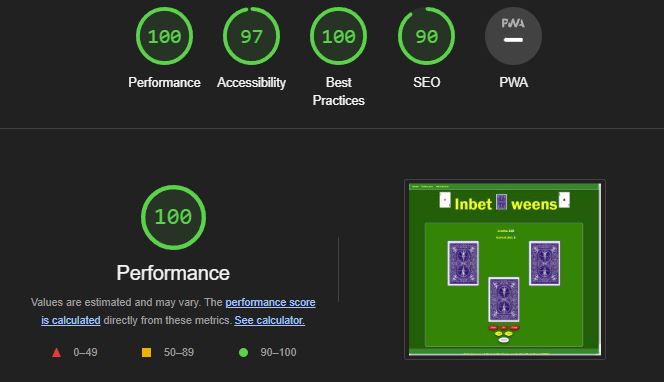 100
97
100
90
PWA
Performance
Accessibility
Best
Practices
SEO
PWA
100
Performance
Values are estimated and may vary. The performance score
is calculated directly from these metrics. See calculator.
0–49
50–89
90–100
Inbet weens